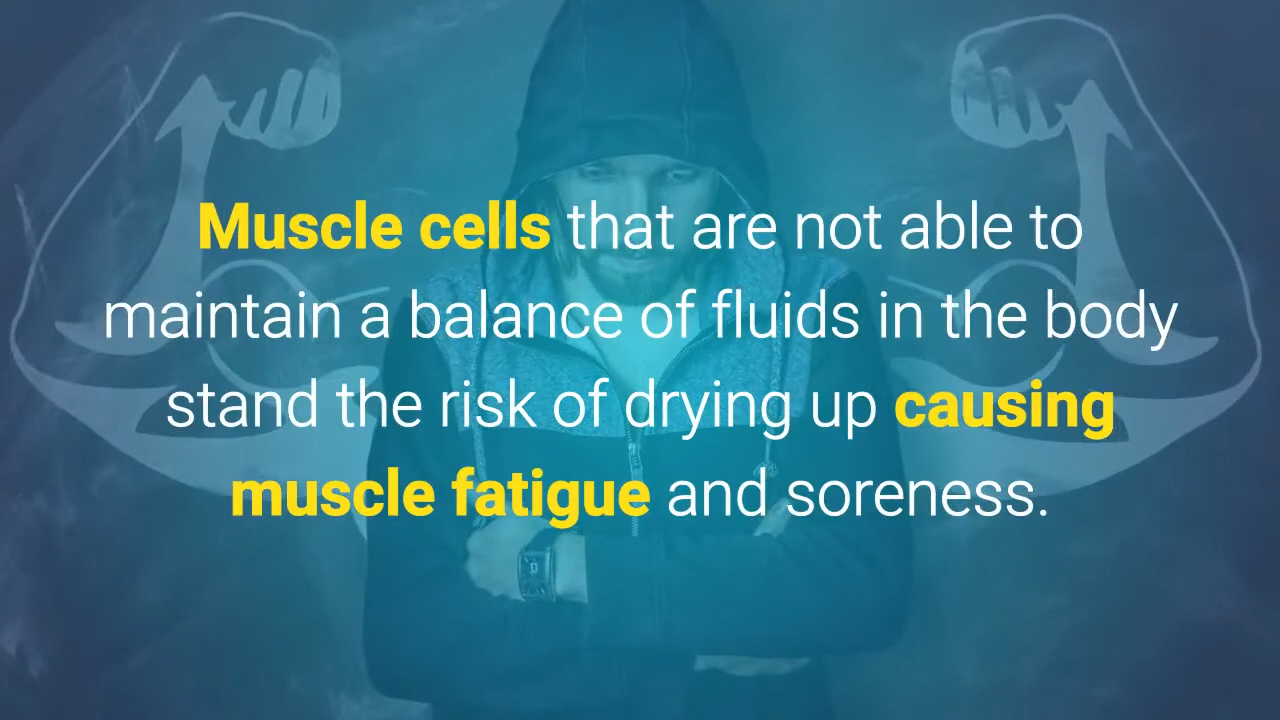 Muscle cells that are not able to
maintain a balance of fluids in the body
stand the risk of drying up causing
muscle fatigue and soreness.